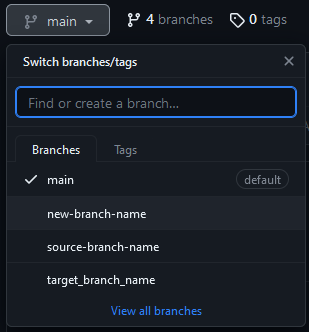 main 4 branches 0 tags
Switch branches/tags
Find or create a branch...
Branches Tags
main default
new-branch-name
source-branch-name
target_branch_name
View all branches